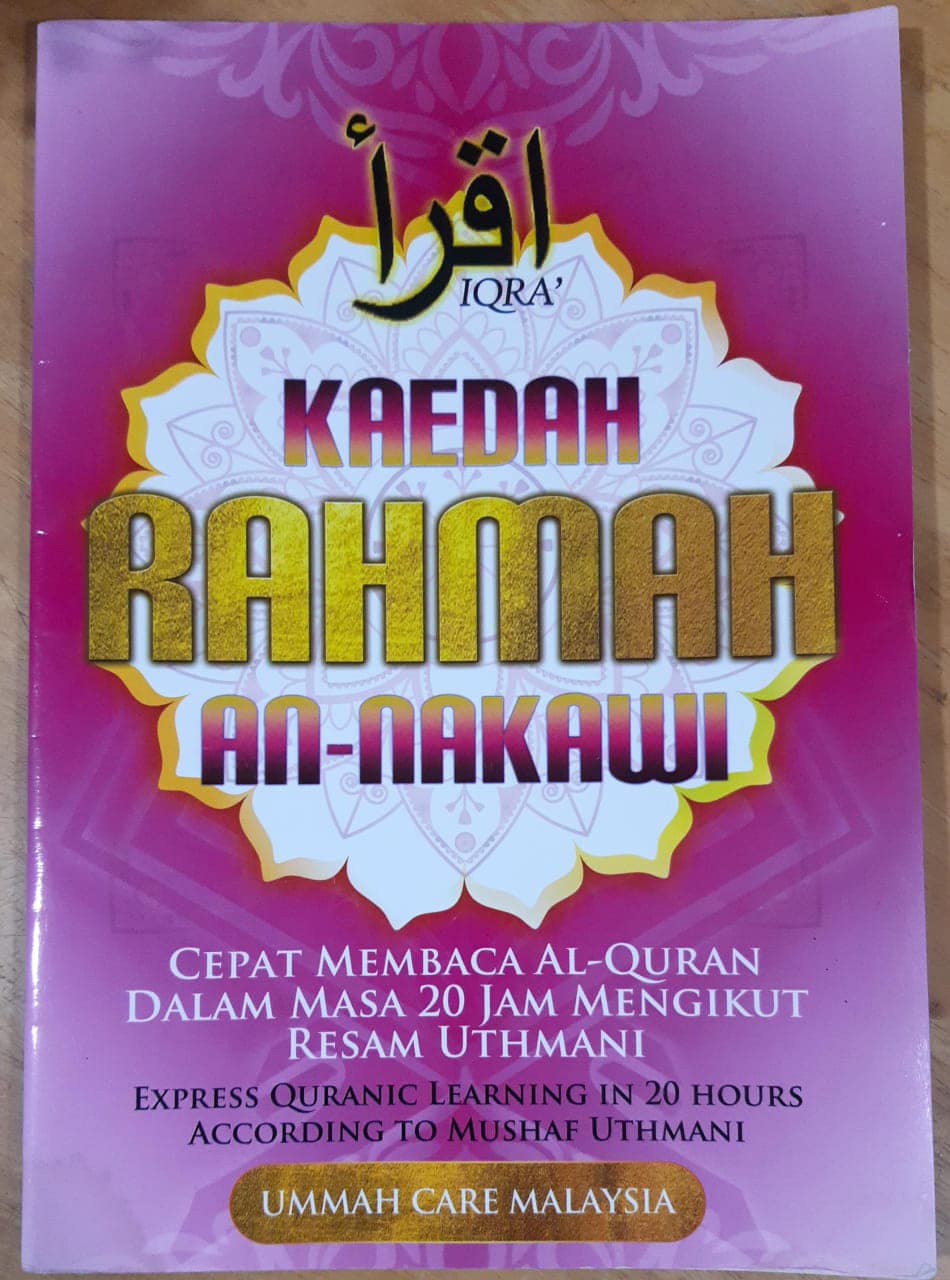 اقرأ
IQRA’
KAEDAH
RAHMAH
AN-NAKAWI
CEPAT MEMBACA AL-QURAN
DALAM MASA 20 JAM MENGIKUT
RESAM UTHMANI
EXPRESS QURANIC LEARNING IN 20 HOURS
ACCORDING TO MUSHAF UTHMANI
UMMAH CARE MALAYSIA